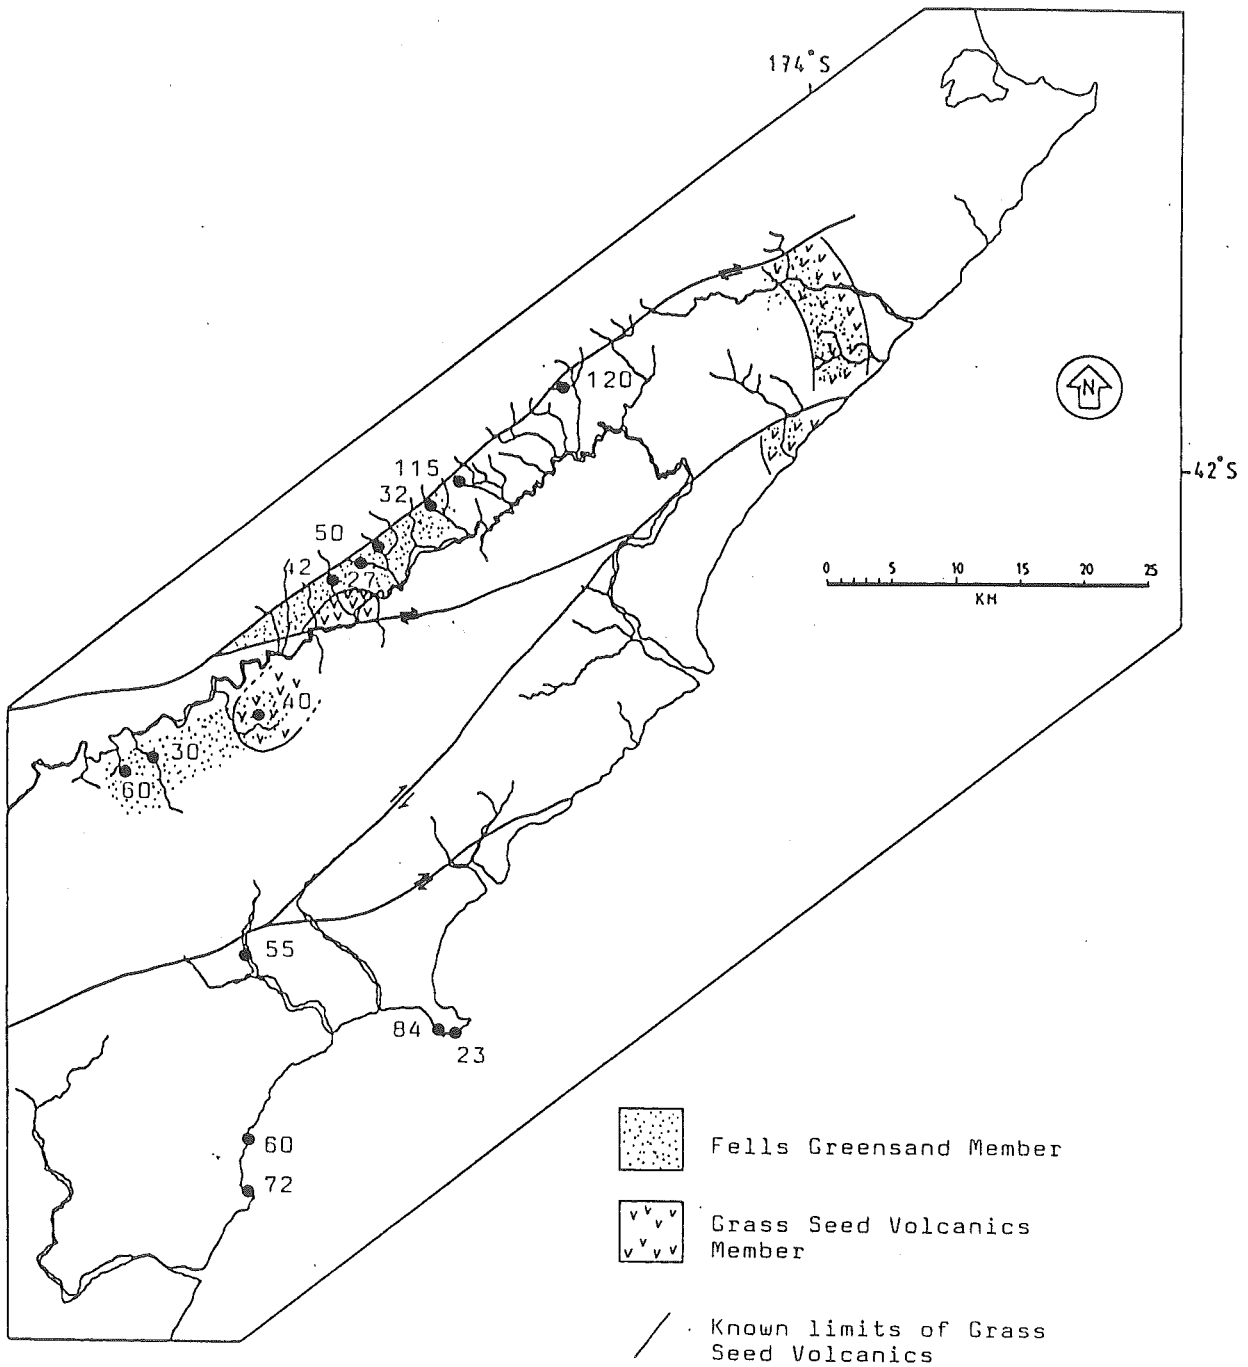 174°S
N
120
42°S
115
32
50
42
27
0 5 10 15 20 25
KM
40
30
60
55
84
23
60
72
Fells Greensand Member
Grass Seed Volcanics
Member
Known limits of Grass
Seed Volcanics